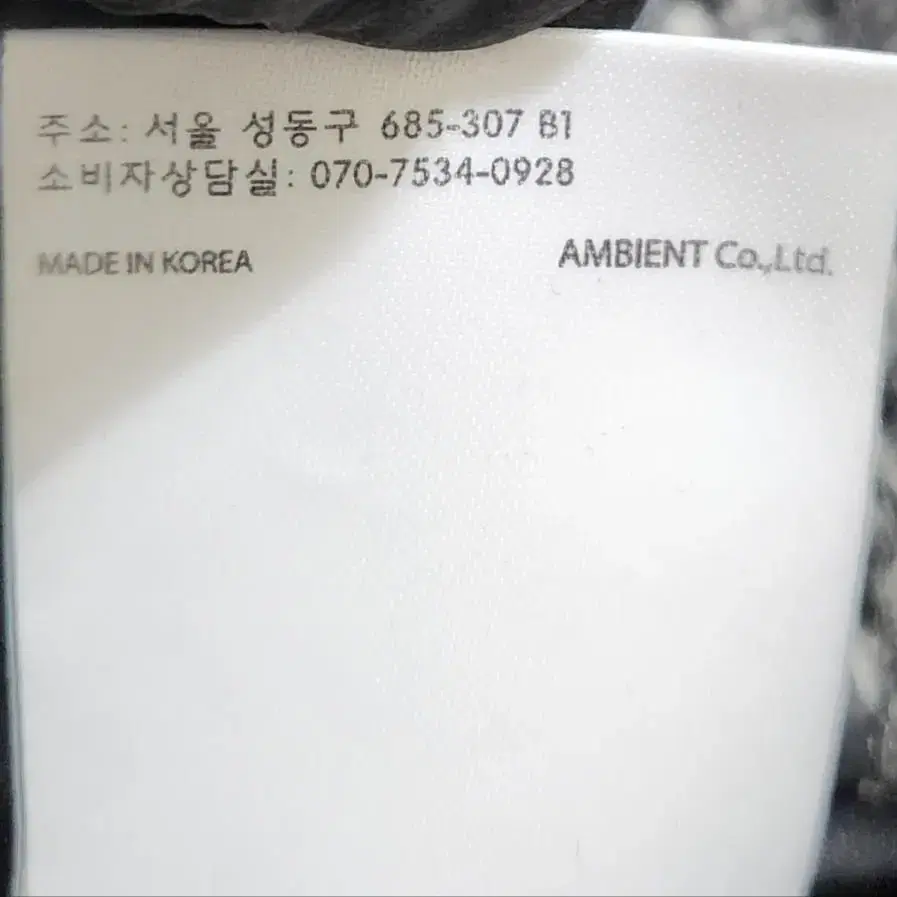 주소: 서울 성동구 685-307 B1
소비자상담실: 070-7534-0928
MADE IN KOREA
AMBIENT Co.,Ltd.